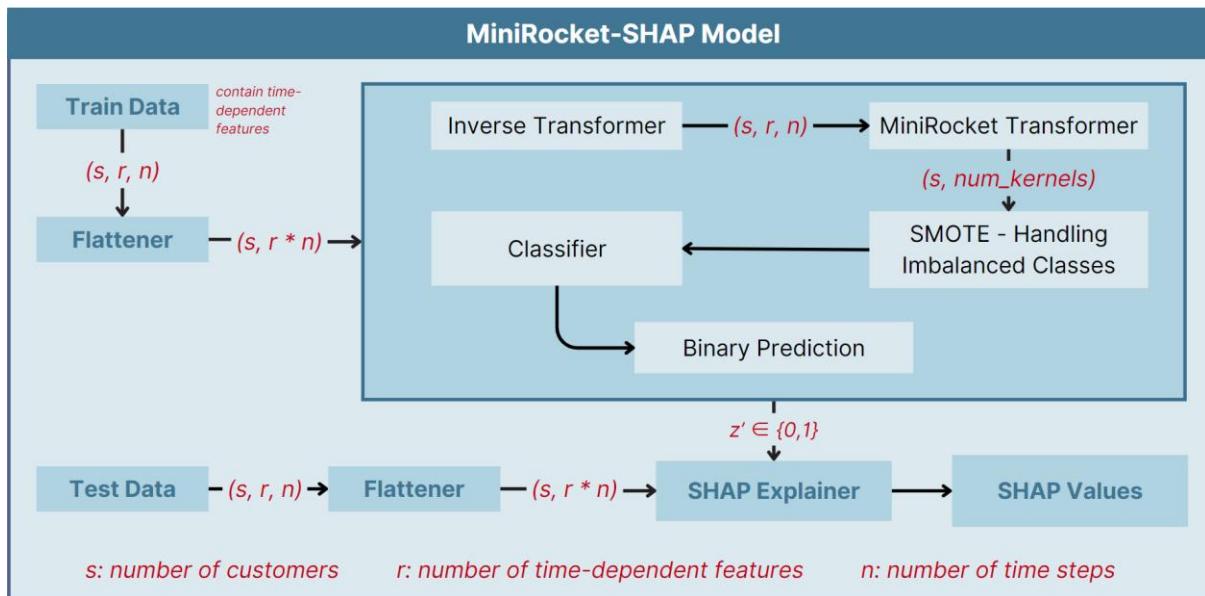 MiniRocket-SHAP Model
Train Data
contain time-
dependent
features
(s, r, n)
Flattener
(s, r * n)
Inverse Transformer
(s, r, n)
MiniRocket Transformer
(s, num_kernels)
SMOTE - Handling
Imbalanced Classes
Classifier
Binary Prediction
z' ∈ {0,1}
Test Data
(s, r, n)
Flattener
(s, r * n)
SHAP Explainer
SHAP Values
s: number of customers
r: number of time-dependent features
n: number of time steps